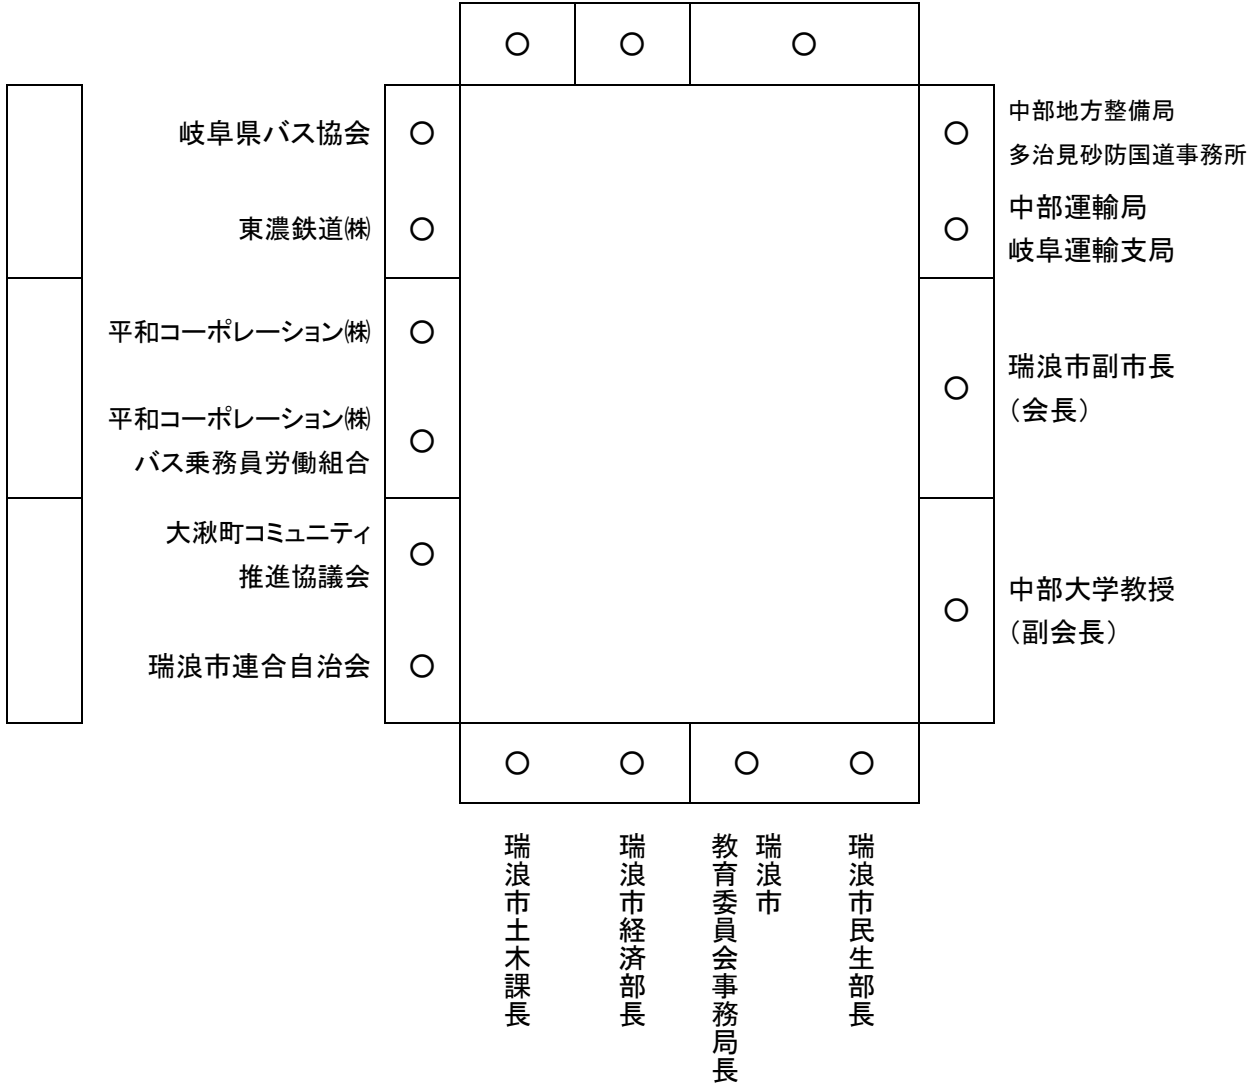 岐阜県バス協会
東濃鉄道㈱
平和コーポレーション㈱
平和コーポレーション㈱
バス乗務員労働組合
大湫町コミュニティ
推進協議会
瑞浪市連合自治会
中部地方整備局
多治見砂防国道事務所
中部運輸局
岐阜運輸支局
瑞浪市副市長
（会長）
中部大学教授
（副会長）
瑞浪市土木課長
瑞浪市経済部長
瑞浪市
教育委員会事務局長
瑞浪市民生部長